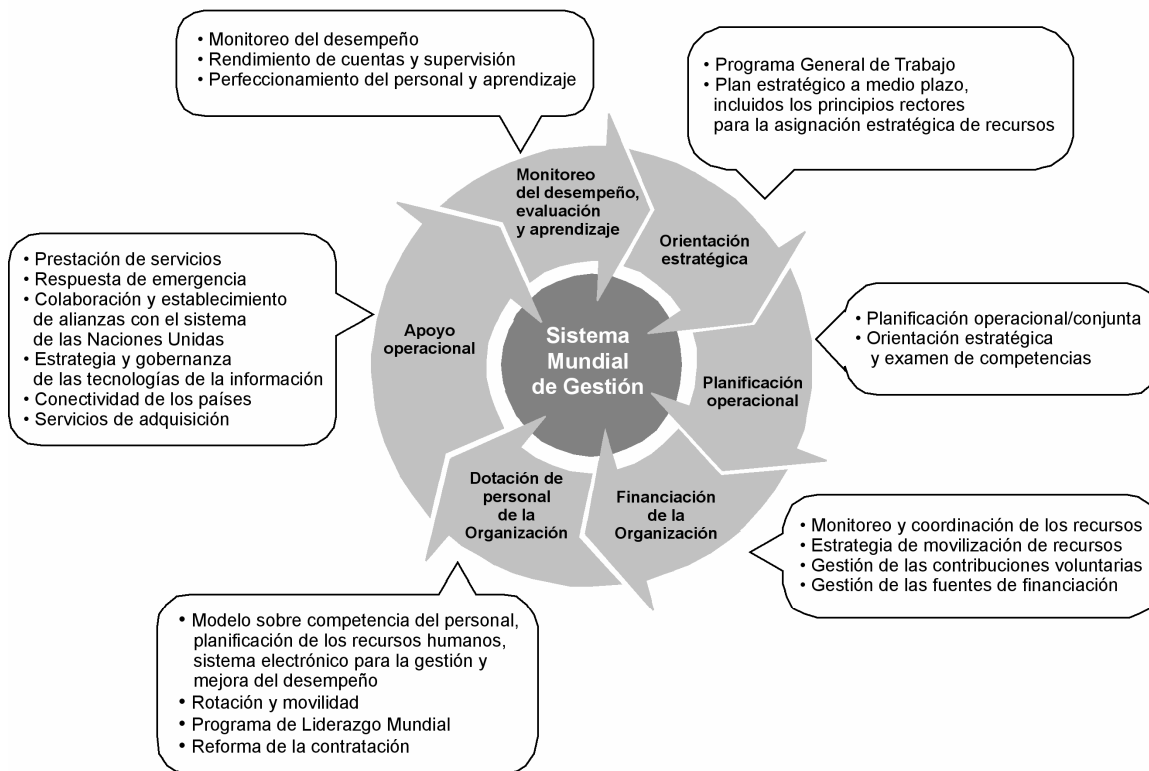 • Monitoreo del desempeño
• Rendimiento de cuentas y supervisión
• Perfeccionamiento del personal y aprendizaje
• Programa General de Trabajo
• Plan estratégico a medio plazo,
incluidos los principios rectores
para la asignación estratégica de recursos
Monitoreo
del desempeño,
evaluación
y aprendizaje
Orientación
estratégica
• Prestación de servicios
• Respuesta de emergencia
• Colaboración y establecimiento
de alianzas con el sistema
de las Naciones Unidas
• Estrategia y gobernanza
de las tecnologías de la información
• Conectividad de los países
• Servicios de adquisición
Apoyo
operacional
Sistema
Mundial
de Gestión
Planificación
operacional
• Planificación operacional/conjunta
• Orientación estratégica
y examen de competencias
Dotación de
personal
de la
Organización
Financiación
de la
Organización
• Monitoreo y coordinación de los recursos
• Estrategia de movilización de recursos
• Gestión de las contribuciones voluntarias
• Gestión de las fuentes de financiación
• Modelo sobre competencia del personal,
planificación de los recursos humanos,
sistema electrónico para la gestión y
mejora del desempeño
• Rotación y movilidad
• Programa de Liderazgo Mundial
• Reforma de la contratación